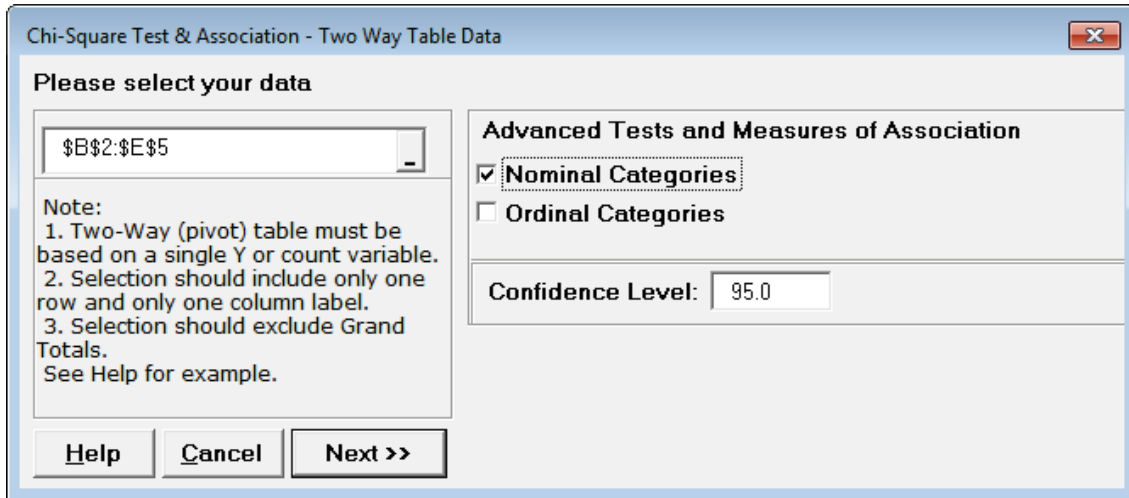 Chi-Square Test & Association - Two Way Table Data
Please select your data
$B$2:$E$5
Note:
1. Two-Way (pivot) table must be
based on a single Y or count variable.
2. Selection should include only one
row and only one column label.
3. Selection should exclude Grand
Totals.
See Help for example.
Advanced Tests and Measures of Association
Nominal Categories
Ordinal Categories
Confidence Level: 95.0
Help Cancel Next >>